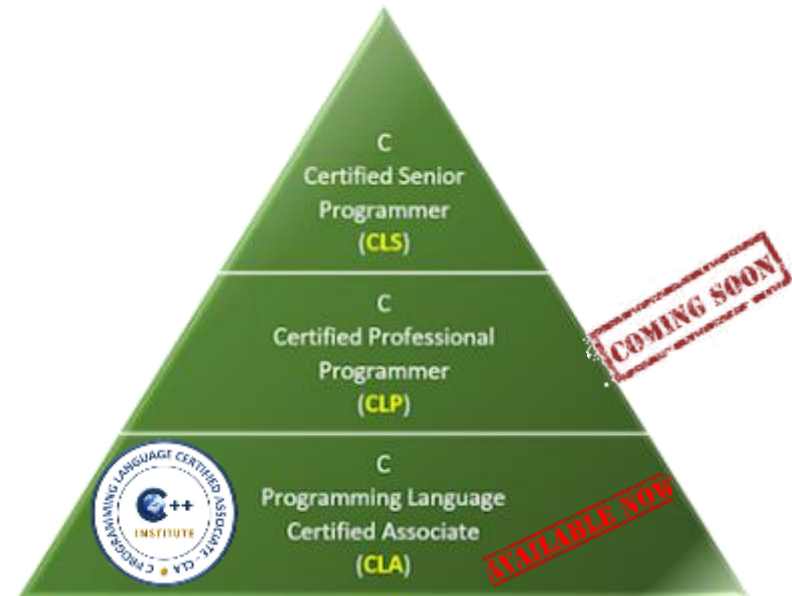 C
Certified Senior
Programmer
(CLS)
COMING SOON
C
Certified Professional
Programmer
(CLP)
C
Programming Language
Certified Associate
(CLA)
AVAILABLE NOW
C PROGRAMMING LANGUAGE CERTIFIED ASSOCIATE - CLA
C++
INSTITUTE